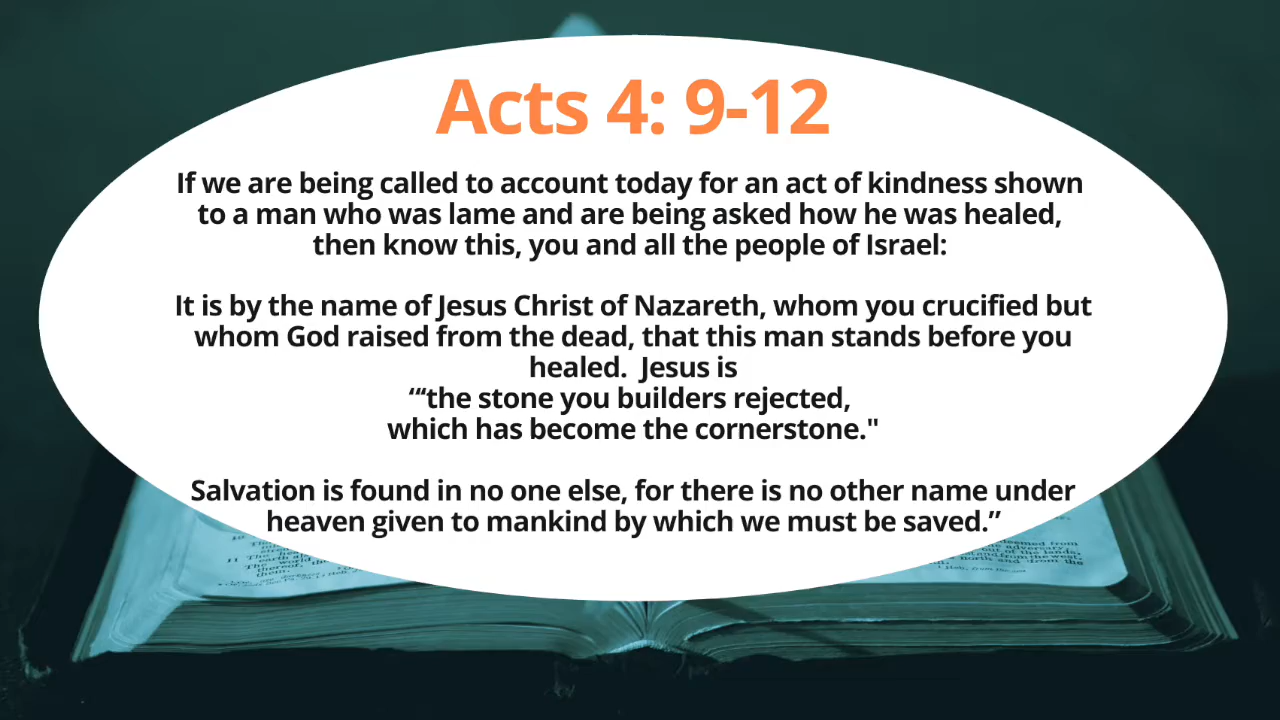 Acts 4: 9-12
If we are being called to account today for an act of kindness shown
to a man who was lame and are being asked how he was healed,
then know this, you and all the people of Israel:
It is by the name of Jesus Christ of Nazareth, whom you crucified but
whom God raised from the dead, that this man stands before you
healed.  Jesus is
“‘the stone you builders rejected,
which has become the cornerstone."
Salvation is found in no one else, for there is no other name under
heaven given to mankind by which we must be saved.”